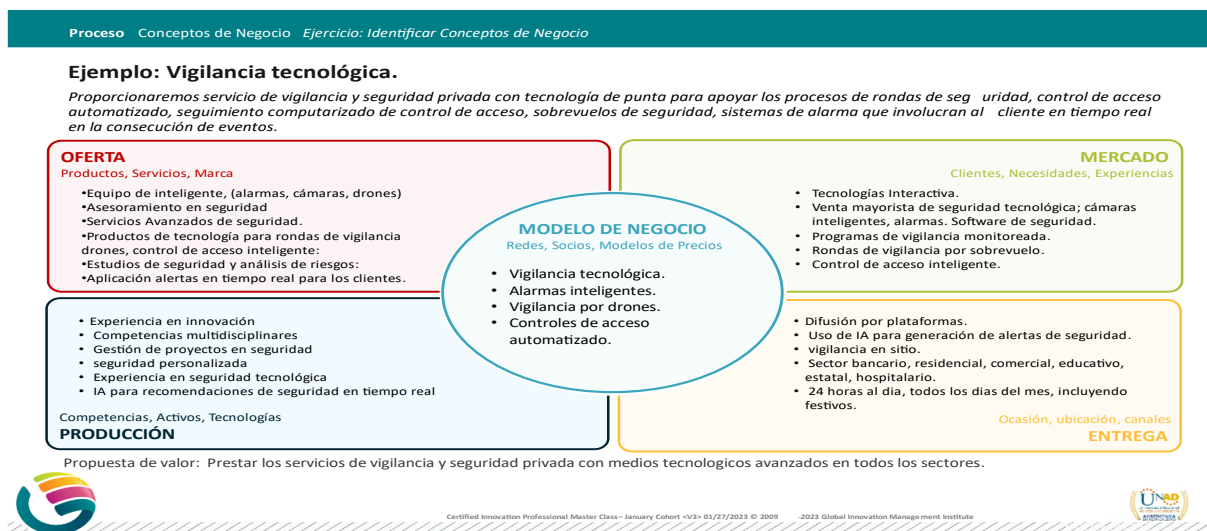 Proceso Conceptos de Negocio Ejercicio: Identificar Conceptos de Negocio
Ejemplo: Vigilancia tecnológica.
Proporcionaremos servicio de vigilancia y seguridad privada con tecnología de punta para apoyar los procesos de rondas de seg uridad, control de acceso
automatizado, seguimiento computarizado de control de acceso, sobrevuelos de seguridad, sistemas de alarma que involucran al cliente en tiempo real
en la consecución de eventos.
OFERTA
Productos, Servicios, Marca
•Equipo de inteligente, (alarmas, cámaras, drones)
•Asesoramiento en seguridad
•Servicios Avanzados de seguridad.
•Productos de tecnología para rondas de vigilancia
drones, control de acceso inteligente:
•Estudios de seguridad y análisis de riesgos:
•Aplicación alertas en tiempo real para los clientes.
MERCADO
Clientes, Necesidades, Experiencias
• Tecnologías Interactiva.
• Venta mayorista de seguridad tecnológica; cámaras
inteligentes, alarmas. Software de seguridad.
• Programas de vigilancia monitoreada.
• Rondas de vigilancia por sobrevuelo.
• Control de acceso inteligente.
MODELO DE NEGOCIO
Redes, Socios, Modelos de Precios
• Vigilancia tecnológica.
• Alarmas inteligentes.
• Vigilancia por drones.
• Controles de acceso
automatizado.
• Experiencia en innovación
• Competencias multidisciplinares
• Gestión de proyectos en seguridad
• seguridad personalizada
• Experiencia en seguridad tecnológica
• IA para recomendaciones de seguridad en tiempo real
Competencias, Activos, Tecnologías
PRODUCCIÓN
• Difusión por plataformas.
• Uso de IA para generación de alertas de seguridad.
• vigilancia en sitio.
• Sector bancario, residencial, comercial, educativo,
estatal, hospitalario.
• 24 horas al dia, todos los dias del mes, incluyendo
festivos.
Ocasión, ubicación, canales
ENTREGA
Propuesta de valor: Prestar los servicios de vigilancia y seguridad privada con medios tecnologicos avanzados en todos los sectores.
Certified Innovation Professional Master Class– January Cohort <V3> 01/27/2023 © 2009 -2023 Global Innovation Management Institute
UNAD